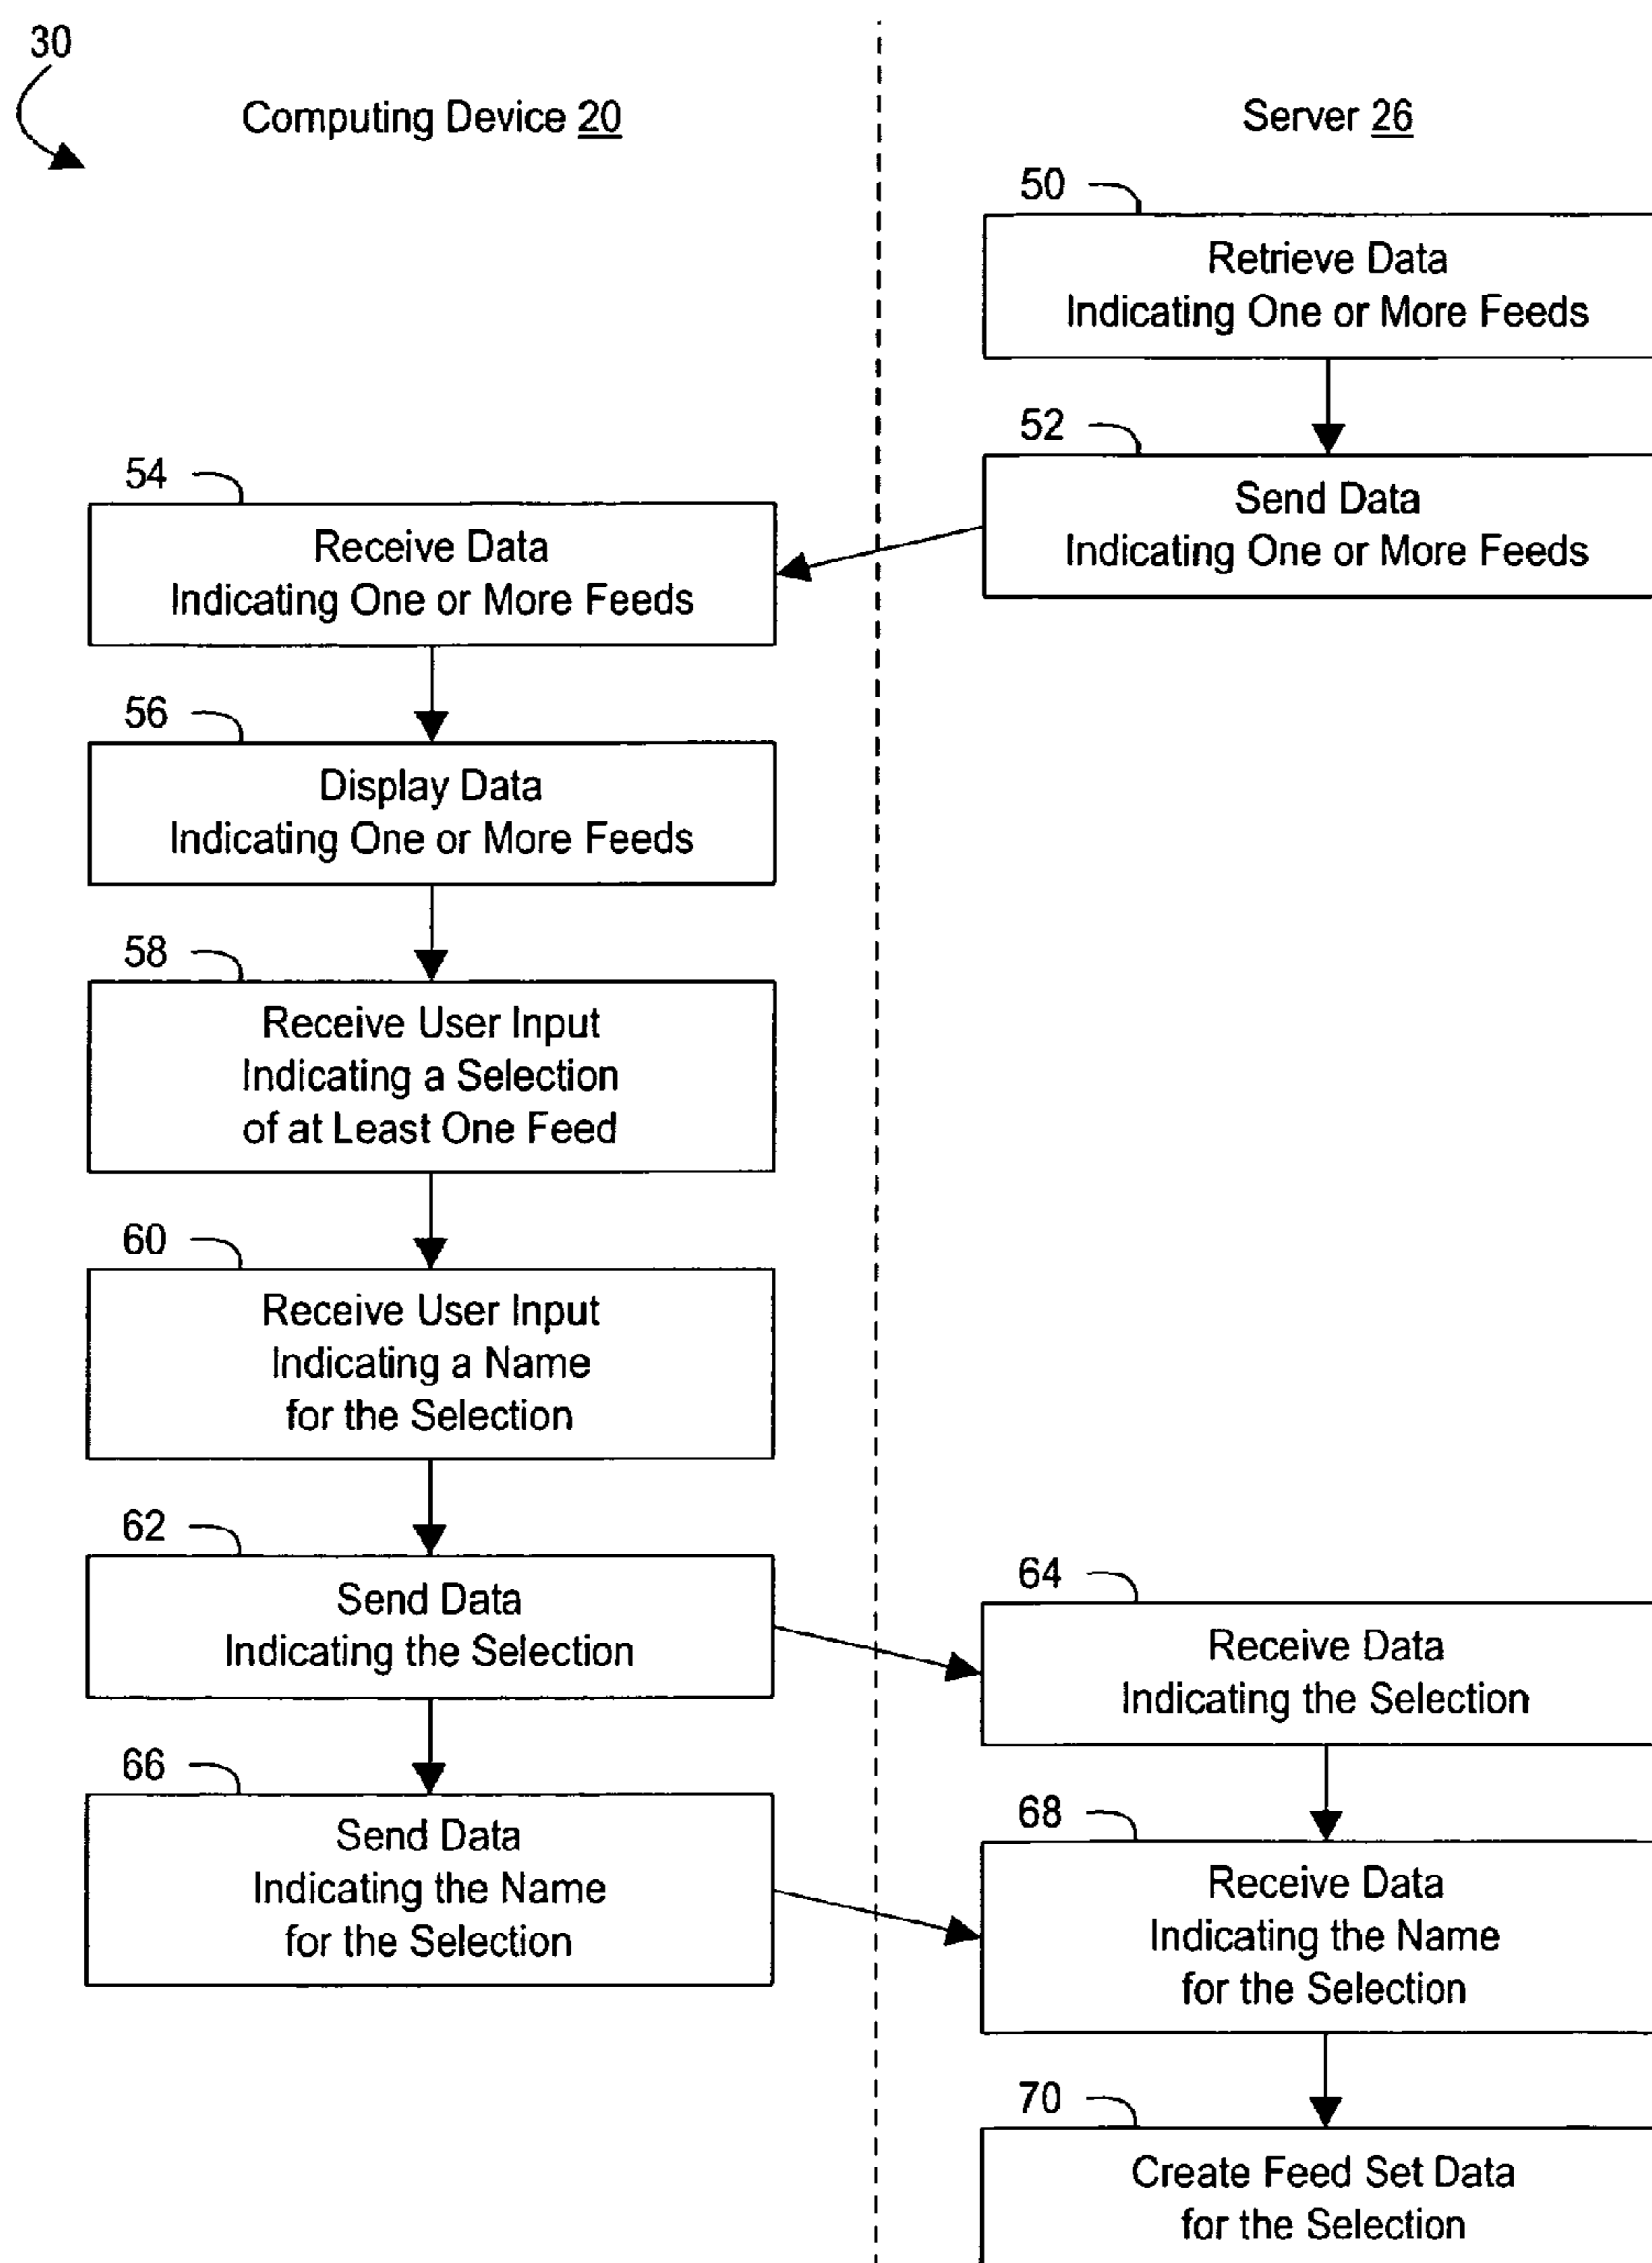 30
Computing Device 20
Server 26
50
Retrieve Data
Indicating One or More Feeds
52
Send Data
Indicating One or More Feeds
54
Receive Data
Indicating One or More Feeds
56
Display Data
Indicating One or More Feeds
58
Receive User Input
Indicating a Selection
of at Least One Feed
60
Receive User Input
Indicating a Name
for the Selection
62
Send Data
Indicating the Selection
64
Receive Data
Indicating the Selection
66
Send Data
Indicating the Name
for the Selection
68
Receive Data
Indicating the Name
for the Selection
70
Create Feed Set Data
for the Selection